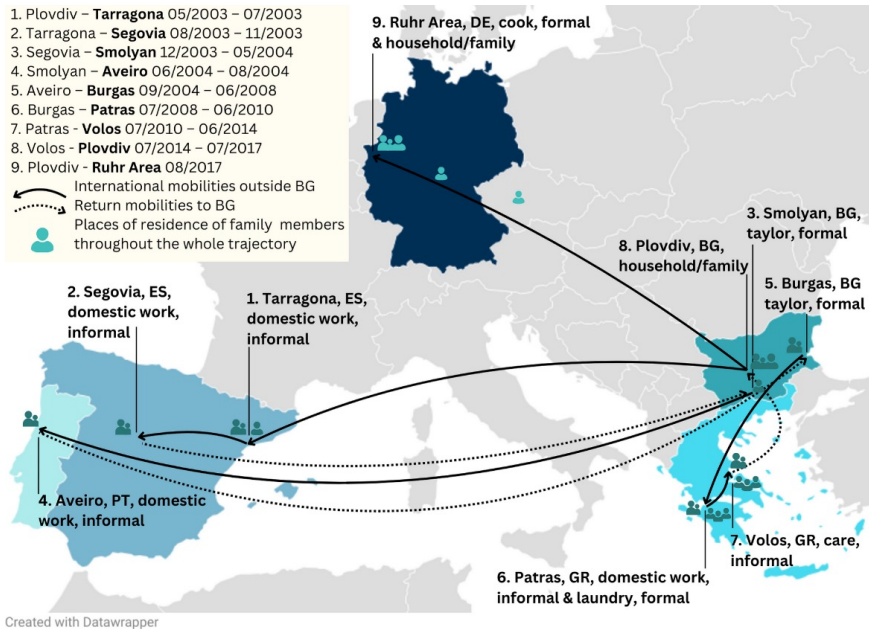 1. Plovdiv – Tarragona 05/2003 – 07/2003
2. Tarragona – Segovia 08/2003 – 11/2003
3. Segovia – Smolyan 12/2003 – 05/2004
4. Smolyan – Aveiro 06/2004 – 08/2004
5. Aveiro – Burgas 09/2004 – 06/2008
6. Burgas – Patras 07/2008 – 06/2010
7. Patras - Volos 07/2010 – 06/2014
8. Volos - Plovdiv 07/2014 – 07/2017
9. Plovdiv - Ruhr Area 08/2017
International mobilities outside BG
Return mobilities to BG
Places of residence of family members
throughout the whole trajectory
9. Ruhr Area, DE, cook, formal
& household/family
3. Smolyan, BG,
taylor, formal
8. Plovdiv, BG,
household/family
5. Burgas, BG
taylor, formal
2. Segovia, ES,
domestic work,
informal
1. Tarragona, ES,
domestic work,
informal
4. Aveiro, PT, domestic
work, informal
7. Volos, GR, care,
informal
6. Patras, GR, domestic work,
informal & laundry, formal
Created with Datawrapper